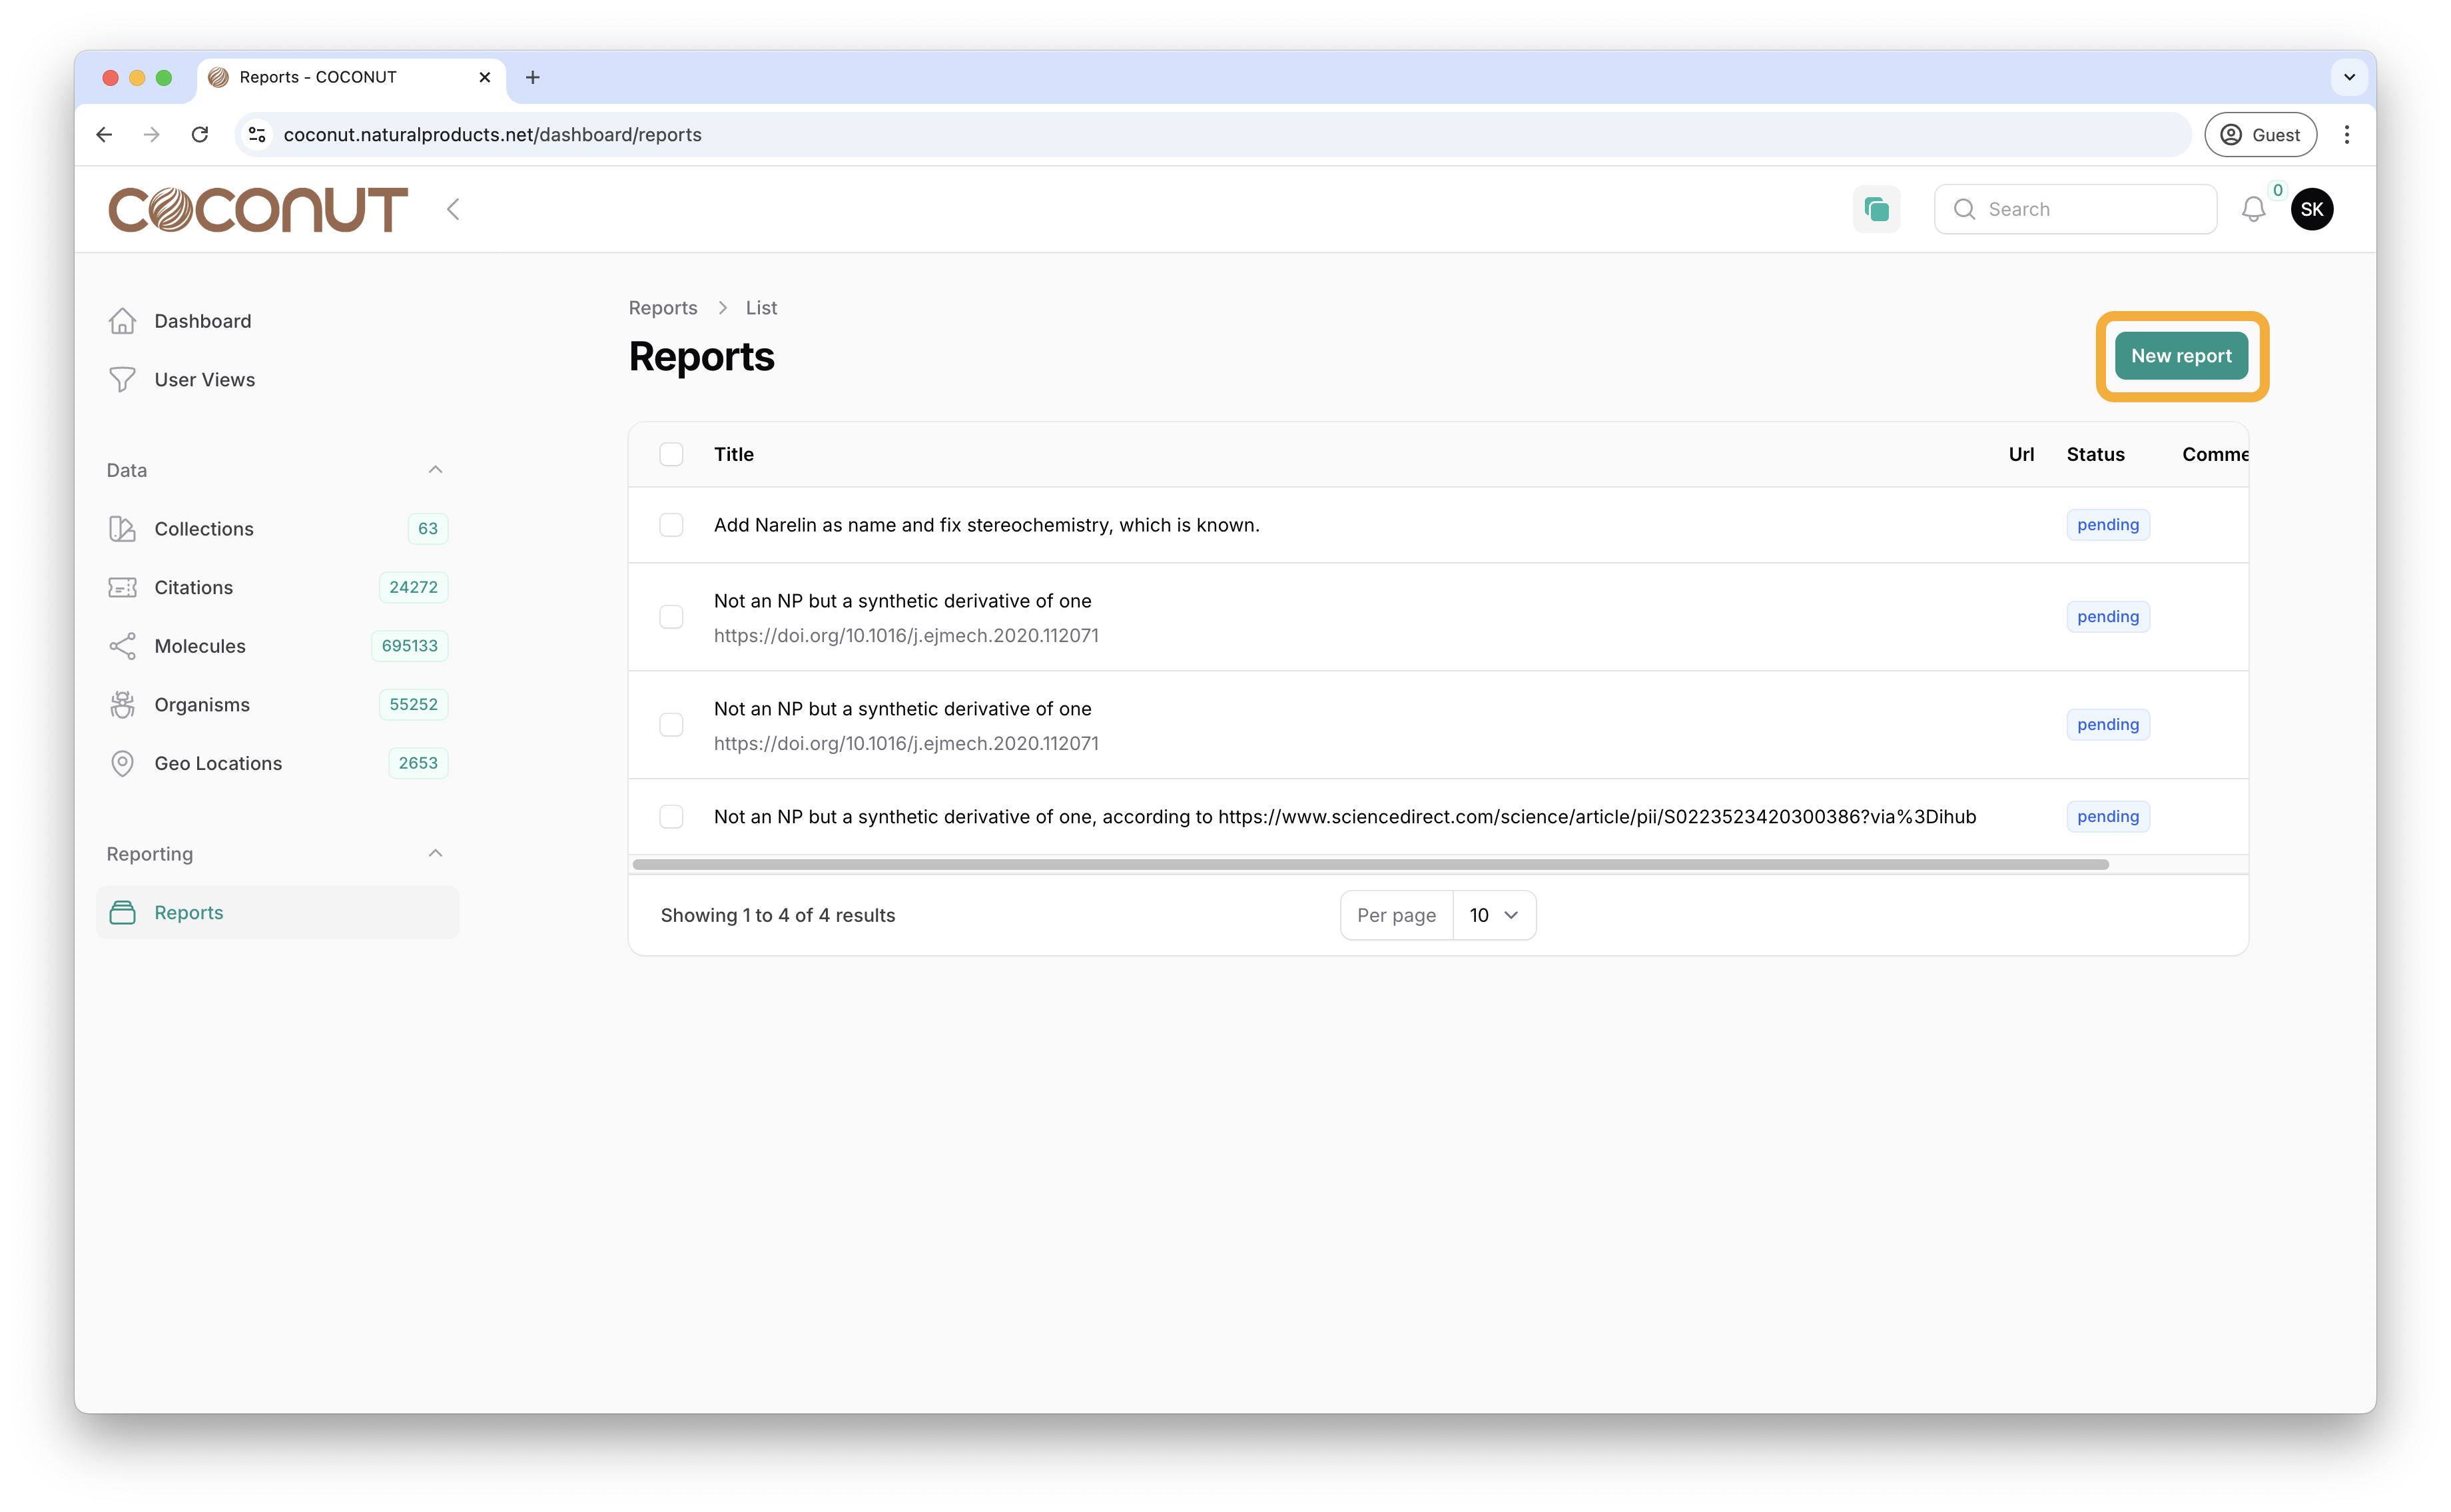 Reports - COCONUT
coconut.naturalproducts.net/dashboard/reports
Guest
COCONUT
Search
0
SK
Dashboard
User Views
Data
Collections 63
Citations 24272
Molecules 695133
Organisms 55252
Geo Locations 2653
Reporting
Reports
Reports > List
Reports
New report
Title Url Status Comme
Add Narelin as name and fix stereochemistry, which is known. pending
Not an NP but a synthetic derivative of one
https://doi.org/10.1016/j.ejmech.2020.112071 pending
Not an NP but a synthetic derivative of one
https://doi.org/10.1016/j.ejmech.2020.112071 pending
Not an NP but a synthetic derivative of one, according to https://www.sciencedirect.com/science/article/pii/S0223523420300386?via%3Dihub pending
Showing 1 to 4 of 4 results
Per page 10